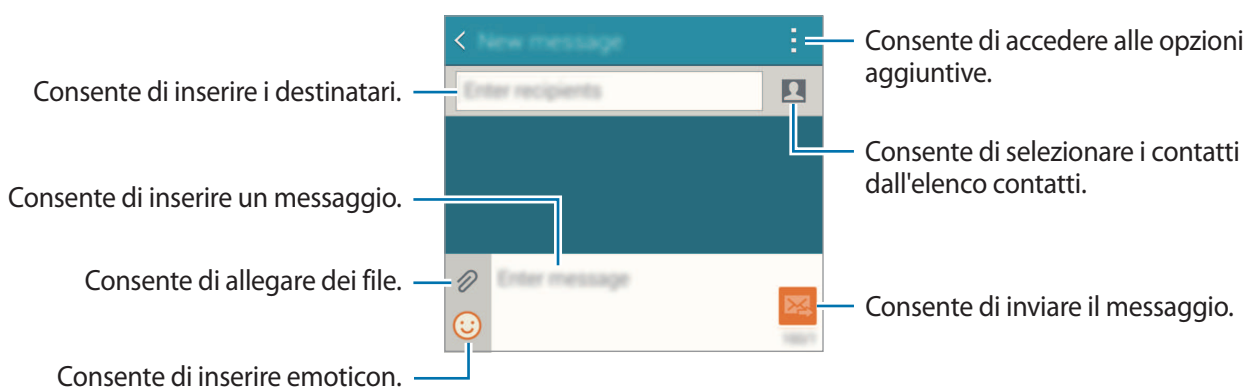 New message
Consente di accedere alle opzioni
aggiuntive.
Consente di inserire i destinatari.
Enter recipients
Consente di selezionare i contatti
dall'elenco contatti.
Consente di inserire un messaggio.
Consente di allegare dei file.
Enter message
Consente di inviare il messaggio.
Consente di inserire emoticon.